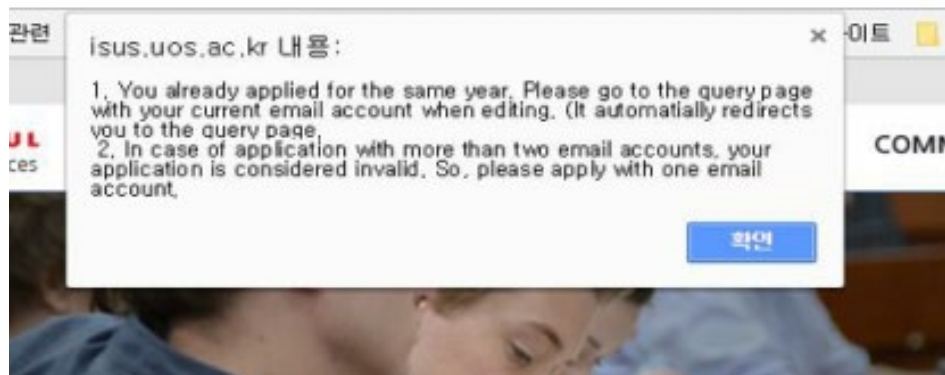 관련
isus.uos.ac.kr 내용:
×
이트
1. You already applied for the same year. Please go to the query page
with your current email account when editing. (It automatially redirects
you to the query page.
2. In case of application with more than two email accounts, your
application is considered invalid. So, please apply with one email
account.
UL
ces
COMM
확인